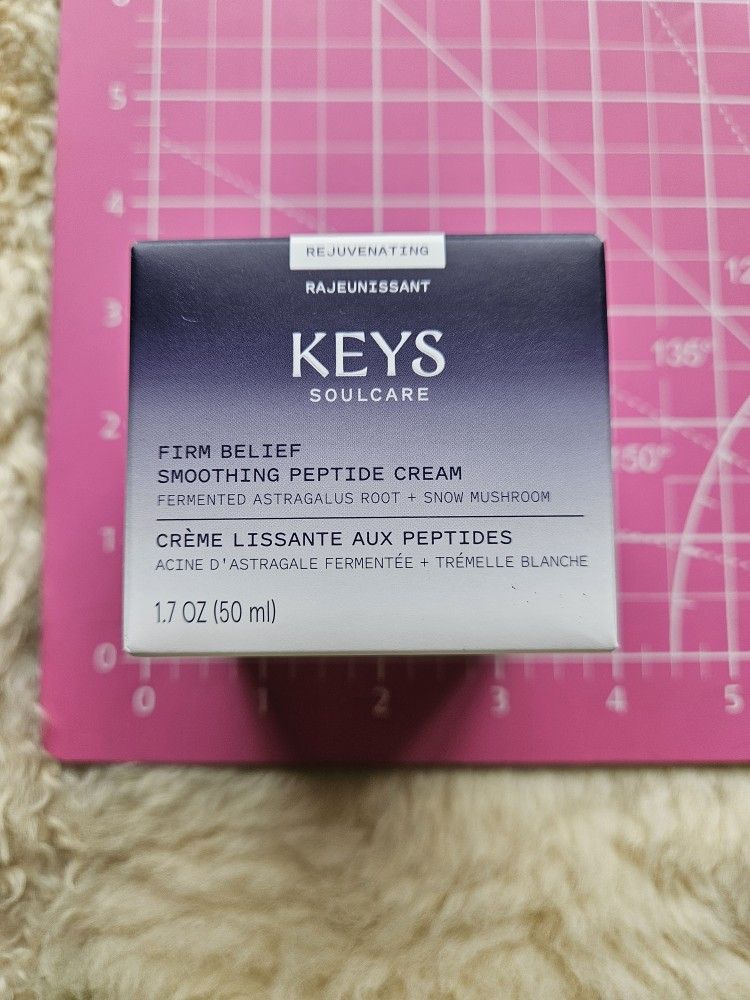 REJUVENATING
RAJEUNISSANT
KEYS
SOULCARE
FIRM BELIEF
SMOOTHING PEPTIDE CREAM
FERMENTED ASTRAGALUS ROOT + SNOW MUSHROOM
CRÈME LISSANTE AUX PEPTIDES
ACINE D'ASTRAGALE FERMENTÉE + TRÉMELLE BLANCHE
1.7 OZ (50 ml)
5
4
3
2
1
0
0 1 2 3 4 5
135°